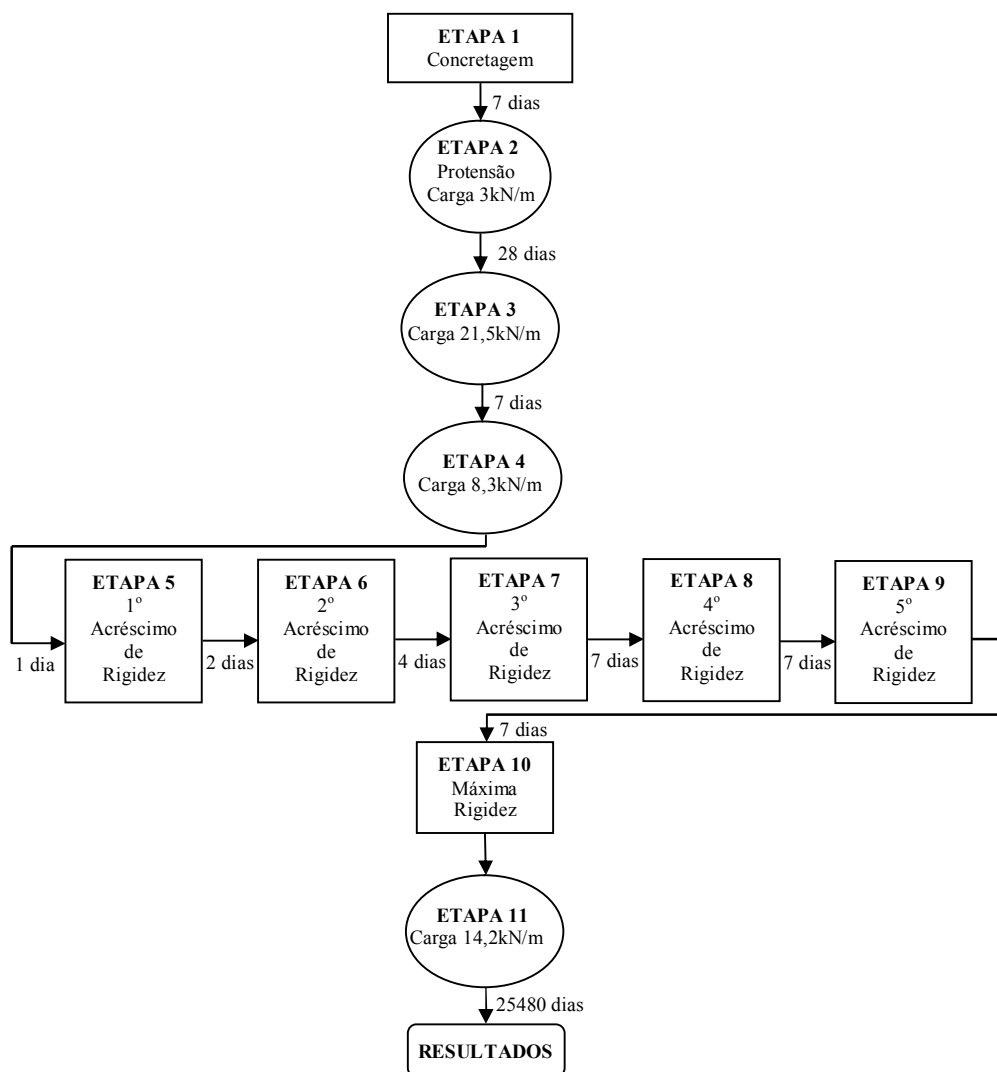 ETAPA 1
Concretagem
7 dias
ETAPA 2
Protensão
Carga 3kN/m
28 dias
ETAPA 3
Carga 21,5kN/m
7 dias
ETAPA 4
Carga 8,3kN/m
1 dia
ETAPA 5
1º
Acréscimo
de
Rigidez
2 dias
ETAPA 6
2º
Acréscimo
de
Rigidez
4 dias
ETAPA 7
3º
Acréscimo
de
Rigidez
7 dias
ETAPA 8
4º
Acréscimo
de
Rigidez
7 dias
ETAPA 9
5º
Acréscimo
de
Rigidez
7 dias
ETAPA 10
Máxima
Rigidez
ETAPA 11
Carga 14,2kN/m
25480 dias
RESULTADOS